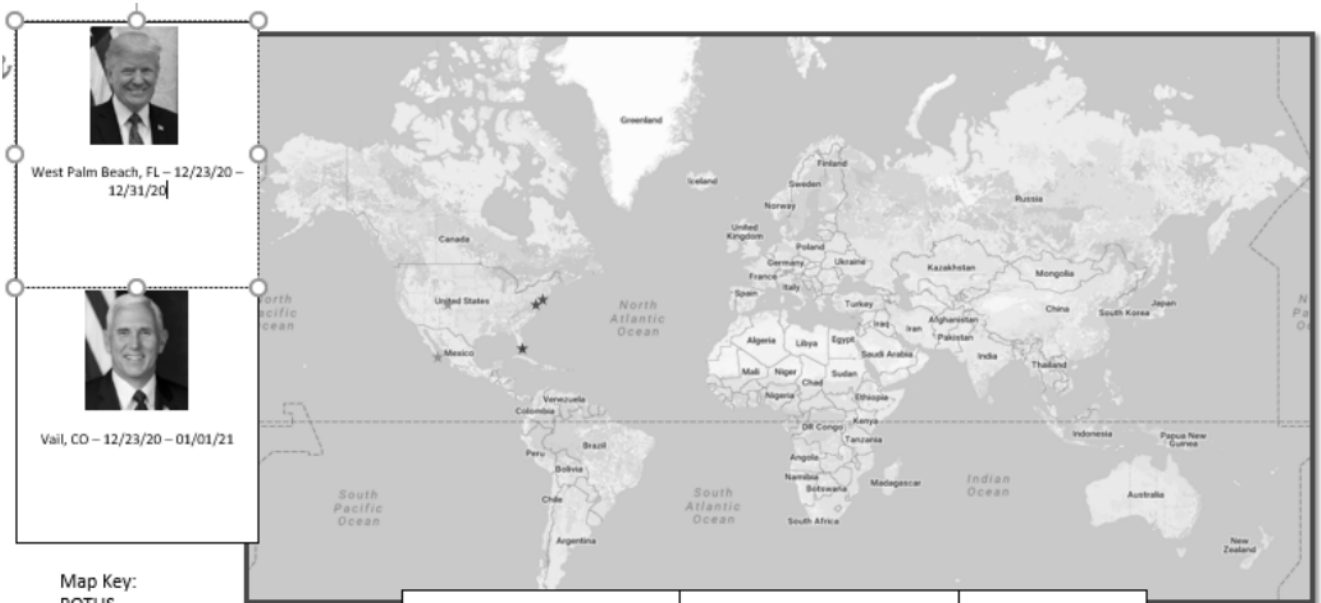 West Palm Beach, FL – 12/23/20 –
12/31/20
Vail, CO – 12/23/20 – 01/01/21
Map Key:
POTUS
Greenland
Iceland
Finland
Sweden
Norway
Russia
United
Kingdom
Canada
Poland
Germany
Ukraine
Kazakhstan
Mongolia
France
Italy
Spain
United States
North
Atlantic
Ocean
Turkey
China
Japan
South Korea
Afghanistan
Iraq
Iran
Pakistan
Algeria
Libya
Egypt
Saudi Arabia
India
Mexico
Thailand
Mali
Niger
Chad
Sudan
Nigeria
Ethiopia
Venezuela
Colombia
Kenya
DR Congo
Tanzania
Indonesia
Papua New
Guinea
Brazil
Peru
Angola
Bolivia
Namibia
Botswana
Madagascar
Indian
Ocean
Australia
South
Pacific
Ocean
South
Atlantic
Ocean
Chile
South Africa
Argentina
New
Zealand